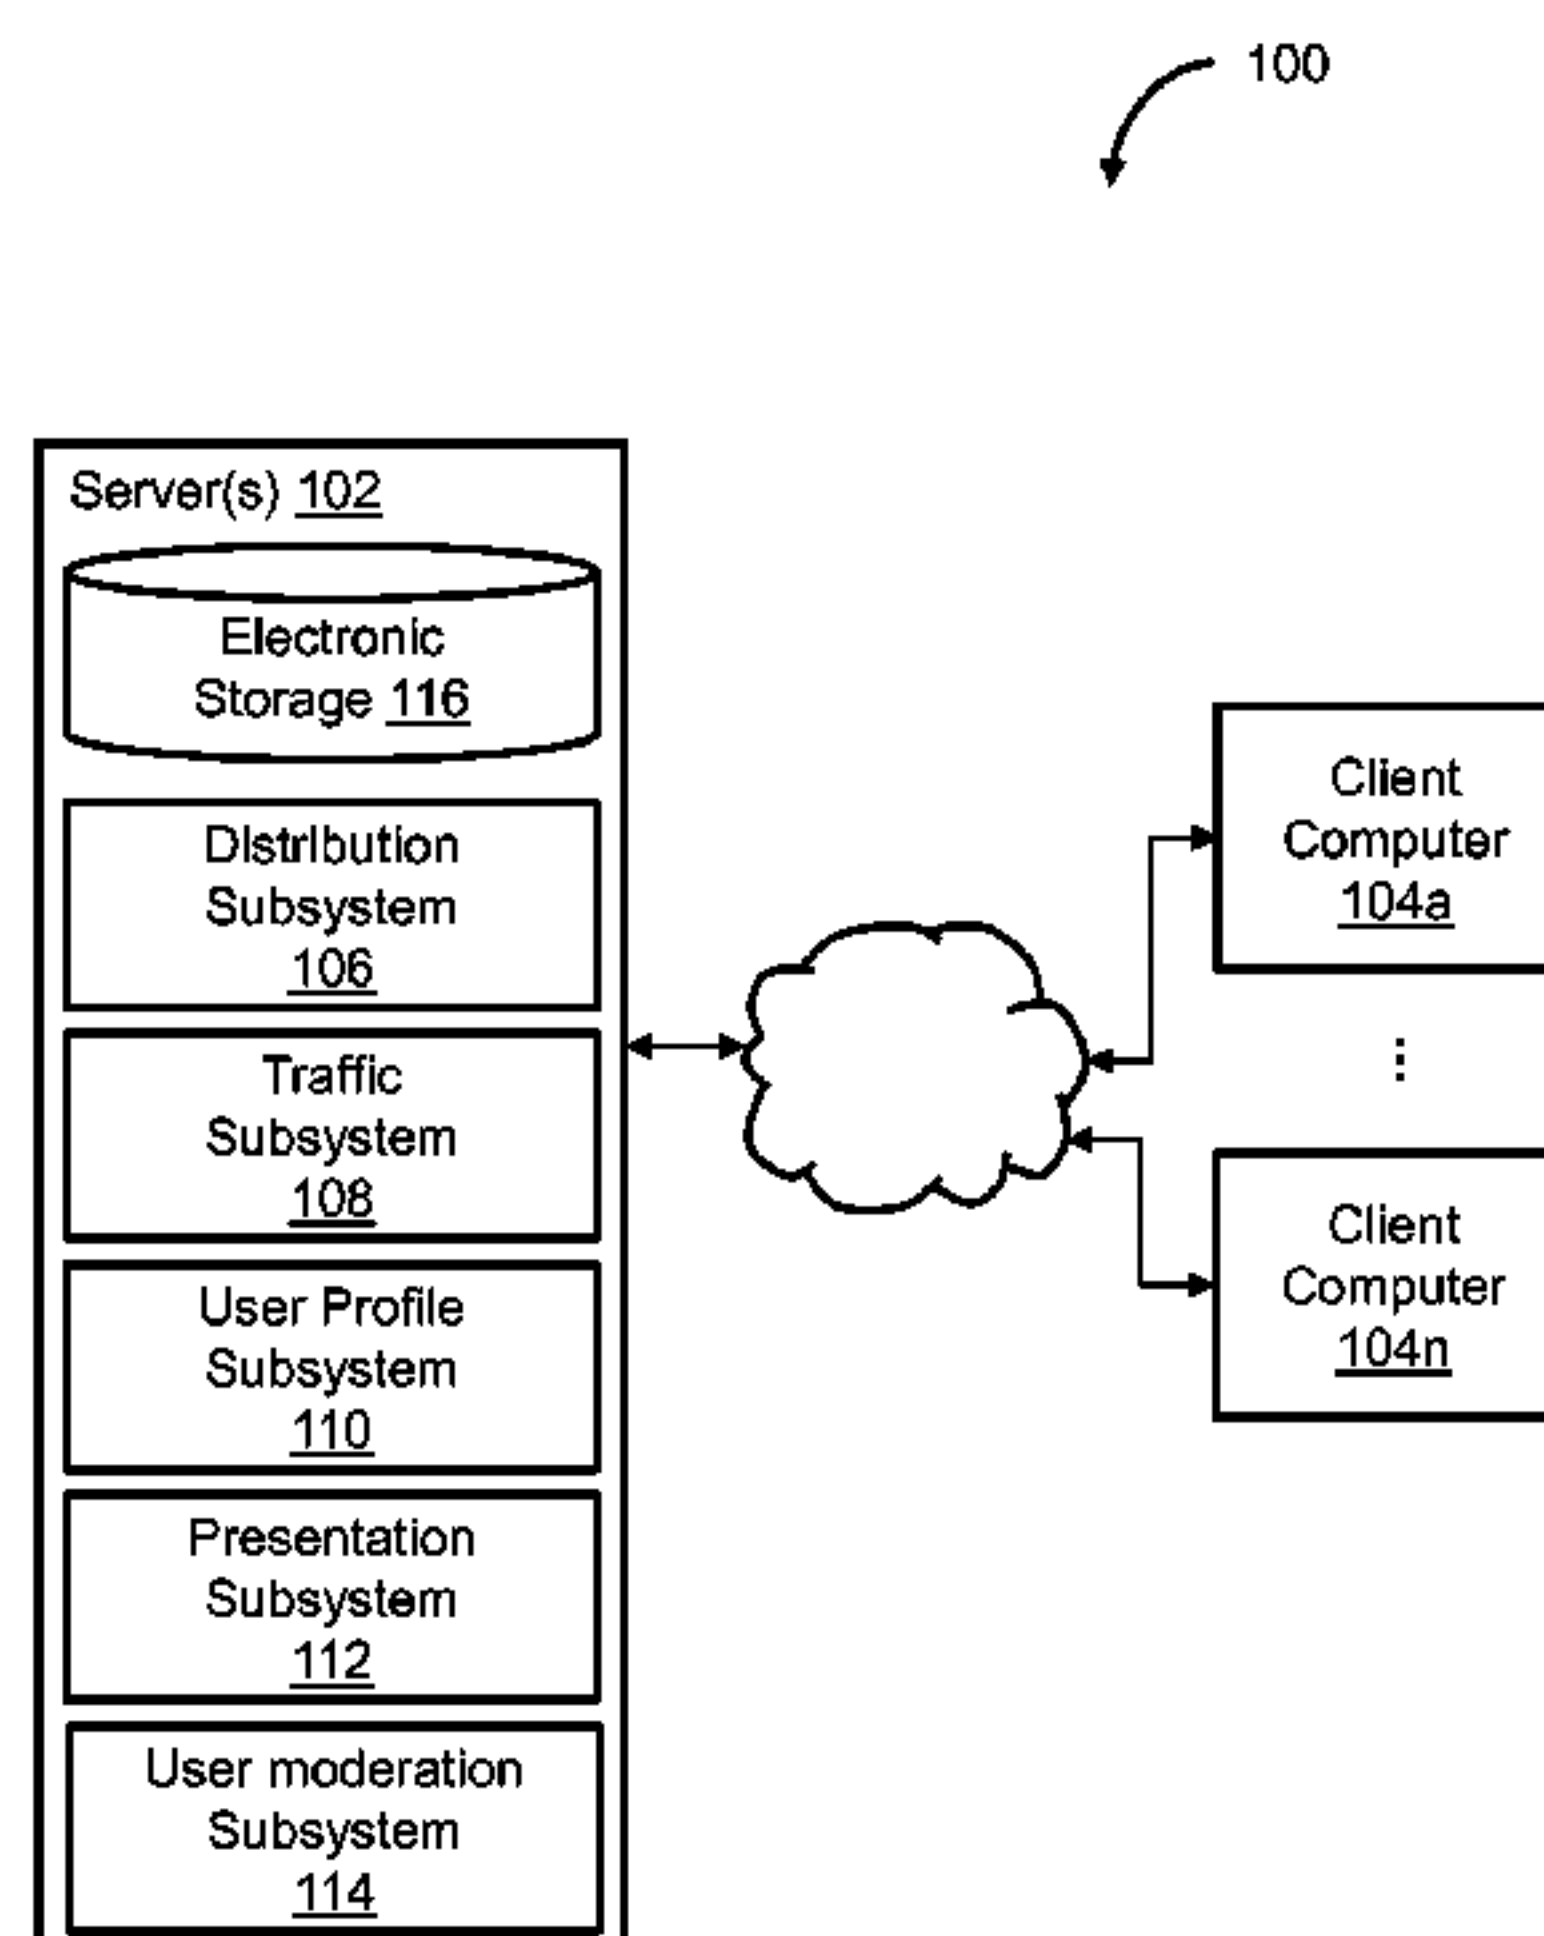 100
Server(s) 102
Electronic
Storage 116
Distribution
Subsystem
106
Traffic
Subsystem
108
User Profile
Subsystem
110
Presentation
Subsystem
112
User moderation
Subsystem
114
Client
Computer
104a
⋮
Client
Computer
104n